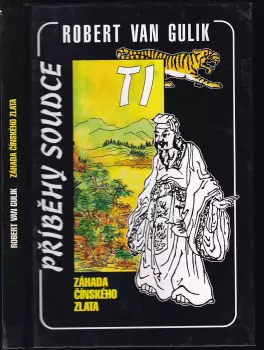 ROBERT VAN GULIK ZÁHADA ČÍNSKÉHO ZLATA
ROBERT VAN GULIK
PŘÍBĚHY SOUDCE
TI
ZÁHADA
ČÍNSKÉHO
ZLATA